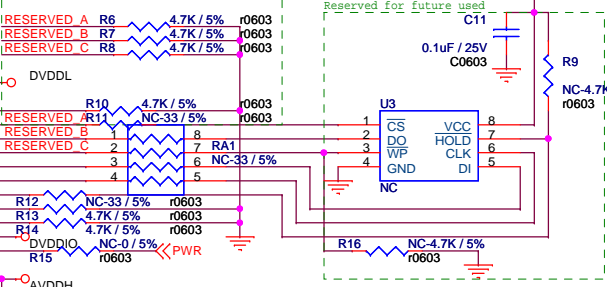 Reserved for future used
RESERVED_A R6 4.7K / 5% r0603
RESERVED_B R7 4.7K / 5% r0603
RESERVED_C R8 4.7K / 5% r0603
C11
0.1uF / 25V
C0603
R9
NC-4.7K
r0603
DVDDL
R10 4.7K / 5% r0603
RESERVED_A R11 NC-33 / 5% r0603
RESERVED_B
RESERVED_C
1 8
2 7 RA1
3 6 NC-33 / 5%
4 5
U3
1 CS VCC 8
2 DO HOLD 7
3 WP CLK 6
4 GND DI 5
NC
R12 NC-33 / 5% r0603
R13 4.7K / 5% r0603
R14 4.7K / 5% r0603
DVDDIO NC-0 / 5% PWR
R15 r0603
R16 NC-4.7K / 5%
r0603
AVDDH